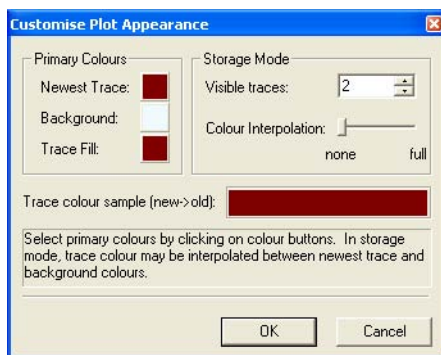 Customise Plot Appearance
Primary Colours
Newest Trace:
Background:
Trace Fill:
Storage Mode
Visible traces: 2
Colour Interpolation:
none full
Trace colour sample (new->old):
Select primary colours by clicking on colour buttons. In storage
mode, trace colour may be interpolated between newest trace and
background colours.
OK Cancel